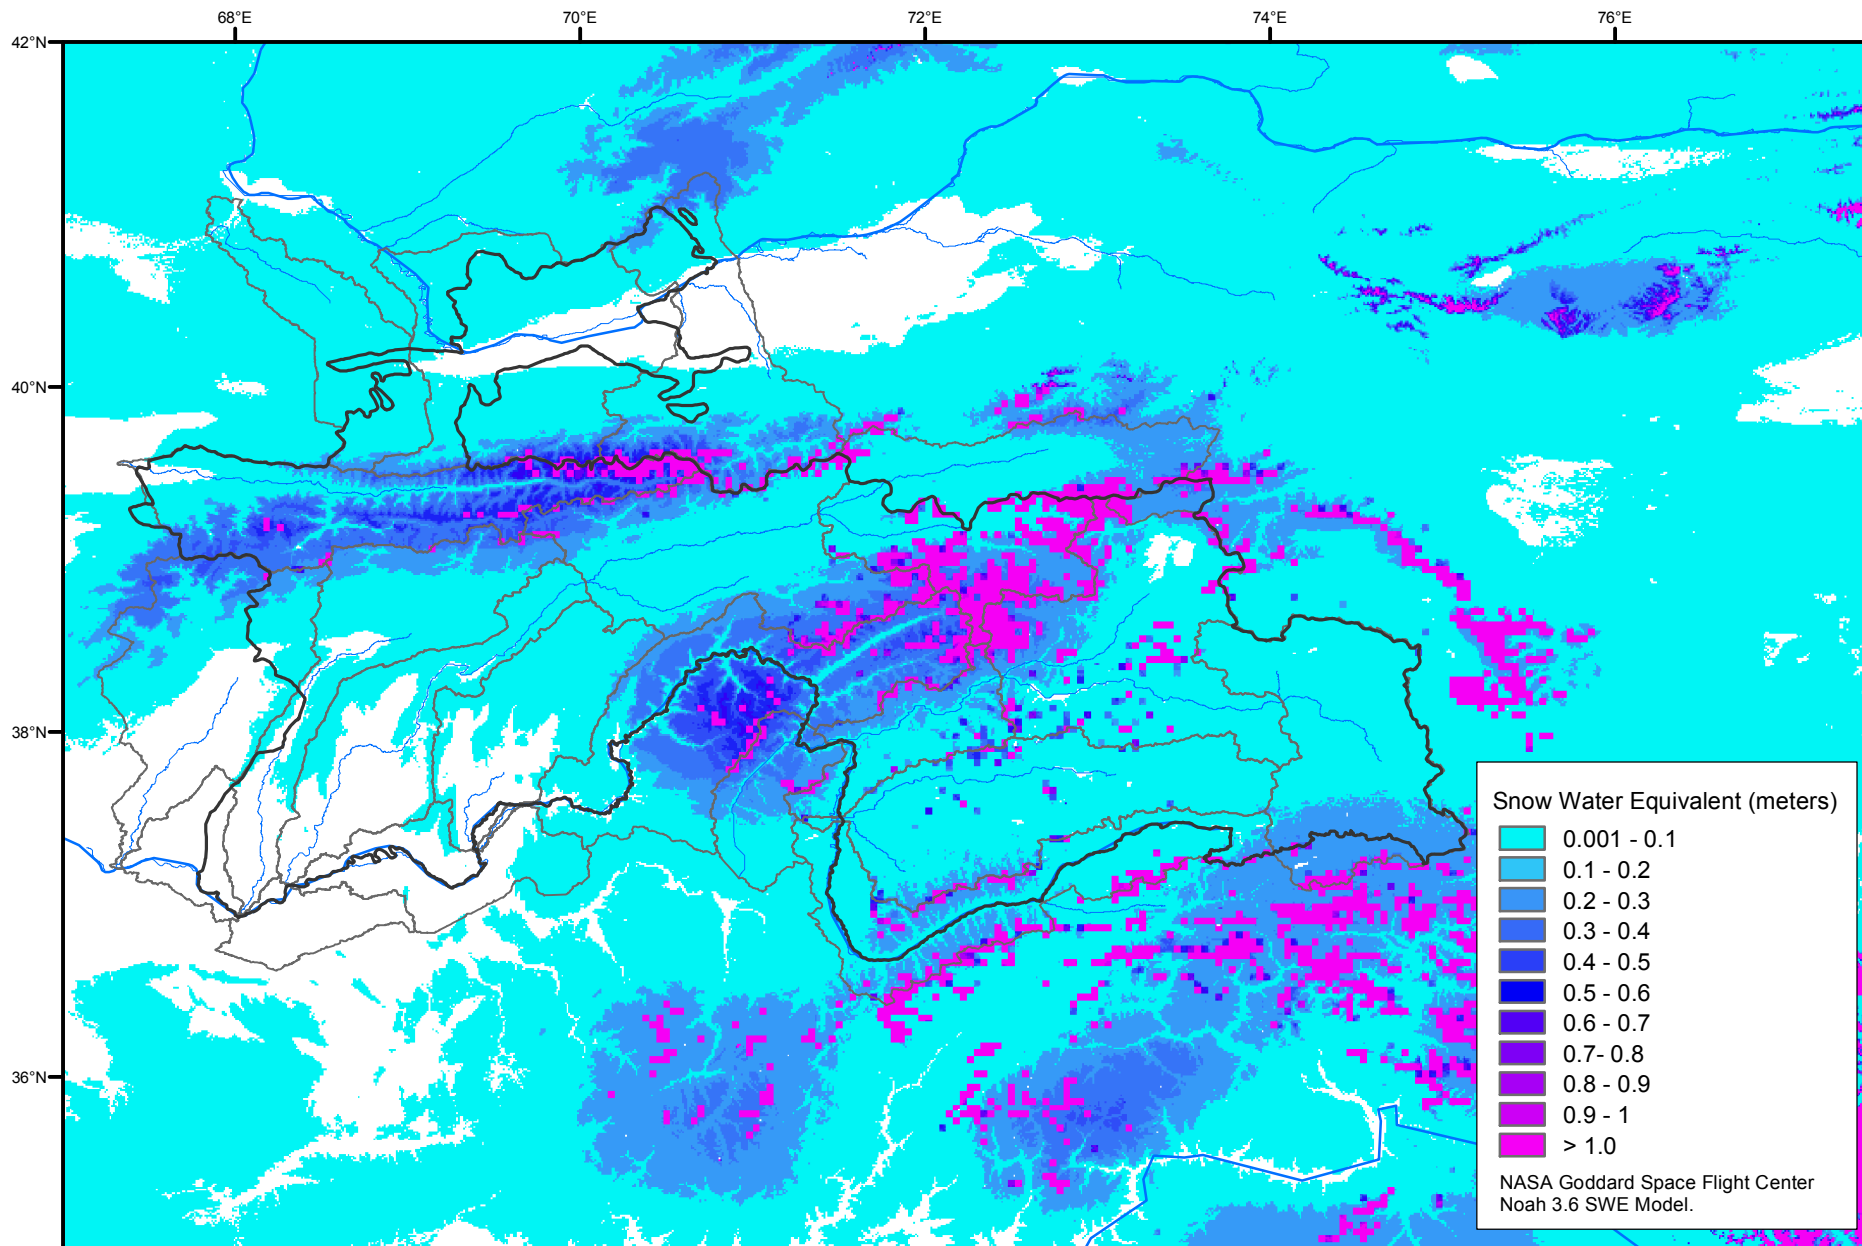 68°E 70°E 72°E 74°E 76°E
42°N
40°N
38°N
36°N
Snow Water Equivalent (meters)
0.001 - 0.1
0.1 - 0.2
0.2 - 0.3
0.3 - 0.4
0.4 - 0.5
0.5 - 0.6
0.6 - 0.7
0.7- 0.8
0.8 - 0.9
0.9 - 1
> 1.0
NASA Goddard Space Flight Center
Noah 3.6 SWE Model.